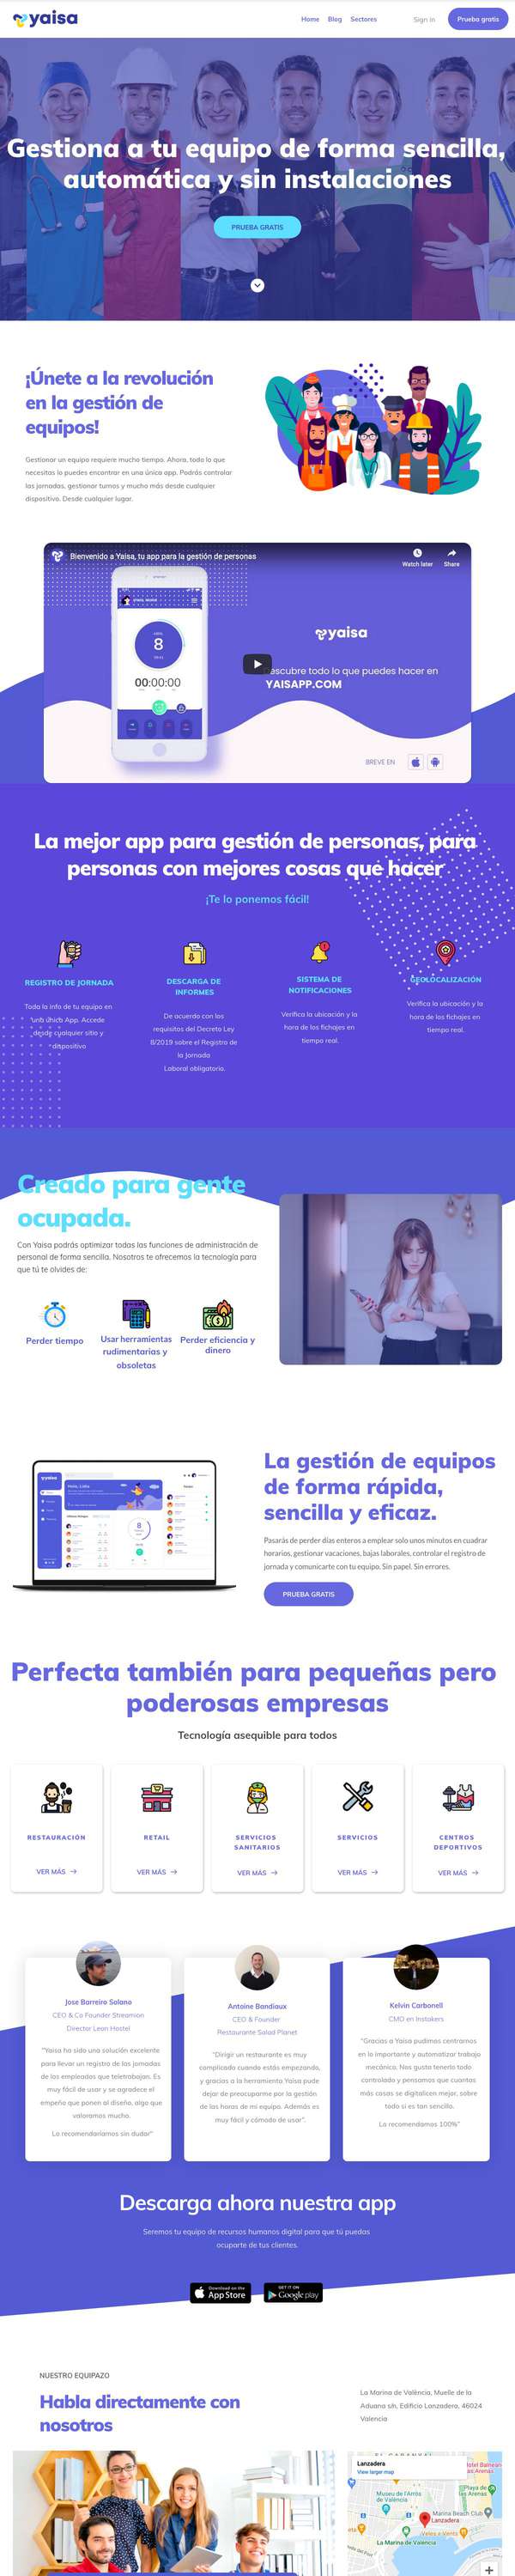 yaisa
Home Blog Sectores Sign in Prueba gratis
Gestiona a tu equipo de forma sencilla,
automática y sin instalaciones
PRUEBA GRATIS
¡Únete a la revolución
en la gestión de
equipos!
Gestionar un equipo requiere mucho tiempo. Ahora, todo lo que
necesitas lo puedes encontrar en una única app. Podrás controlar
las jornadas, gestionar turnos y mucho más desde cualquier
dispositivo. Desde cualquier lugar.
Bienvenido a Yaisa, tu app para la gestión de personas
Watch later Share
8
00:00:00
yaisa
escubre todo lo que puedes hacer en
YAISAPP.COM
BREVE EN
La mejor app para gestión de personas, para
personas con mejores cosas que hacer
¡Te lo ponemos fácil!
REGISTRO DE JORNADA
Toda la info de tu equipo en
una única App. Accede
desde cualquier sitio y
dispositivo
DESCARGA DE
INFORMES
De acuerdo con los
requisitos del Decreto Ley
8/2019 sobre el Registro de
la Jornada
Laboral obligatorio.
SISTEMA DE
NOTIFICACIONES
Verifica la ubicación y la
hora de los fichajes en
tiempo real.
GEOLOCALIZACIÓN
Verifica la ubicación y la
hora de los fichajes en
tiempo real.
Creado para gente
ocupada.
Con Yaisa podrás optimizar todas las funciones de administración de
personal de forma sencilla. Nosotros te ofrecemos la tecnología para
que tú te olvides de:
Perder tiempo
Usar herramientas
rudimentarias y
obsoletas
Perder eficiencia y
dinero
yaisa
Hola, Lidia
8
La gestión de equipos
de forma rápida,
sencilla y eficaz.
Pasarás de perder días enteros a emplear solo unos minutos en cuadrar
horarios, gestionar vacaciones, bajas laborales, controlar el registro de
jornada y comunicarte con tu equipo. Sin papel. Sin errores.
PRUEBA GRATIS
Perfecta también para pequeñas pero
poderosas empresas
Tecnología asequible para todos
RESTAURACIÓN
VER MÁS →
RETAIL
VER MÁS →
SERVICIOS
SANITARIOS
VER MÁS →
SERVICIOS
VER MÁS →
CENTROS
DEPORTIVOS
VER MÁS →
Jose Barreiro Solano
CEO & Co Founder Streamion
Director Leon Hostel
"Yaisa ha sido una solución excelente
para llevar un registro de las jornadas
de los empleados que teletrabajan. Es
muy fácil de usar y se agradece el
empeño que ponen al diseño, algo que
valoramos mucho.
Lo recomendaríamos sin dudar"
Antoine Bandiaux
CEO & Founder
Restaurante Salad Planet
"Dirigir un restaurante es muy
complicado cuando estás empezando,
y gracias a la herramienta Yaisa pude
dejar de preocuparme por la gestión
de las horas de mi equipo. Además es
muy fácil y cómodo de usar".
Kelvin Carbonell
CMO en Instakers
"Gracias a Yaisa pudimos centrarnos
en lo importante y automatizar trabajo
mecánico. Nos gusta tenerlo todo
controlado y pensamos que cuantas
más cosas se digitalicen mejor, sobre
todo si es tan sencillo.
La recomendamos 100%"
Descarga ahora nuestra app
Seremos tu equipo de recursos humanos digital para que tú puedas
ocuparte de tus clientes.
Download on the
App Store
GET IT ON
Google play
NUESTRO EQUIPAZO
Habla directamente con
nosotros
La Marina de València, Muelle de la
Aduana s/n, Edificio Lanzadera, 46024
Valencia
Lanzadera
View larger map
Hotel Balneari
Las Arenas
Playa de
les Arenes
Museu de l'Arròs
de València
Marina Beach Club
Lanzadera
Veles e Vents
La Marina de València